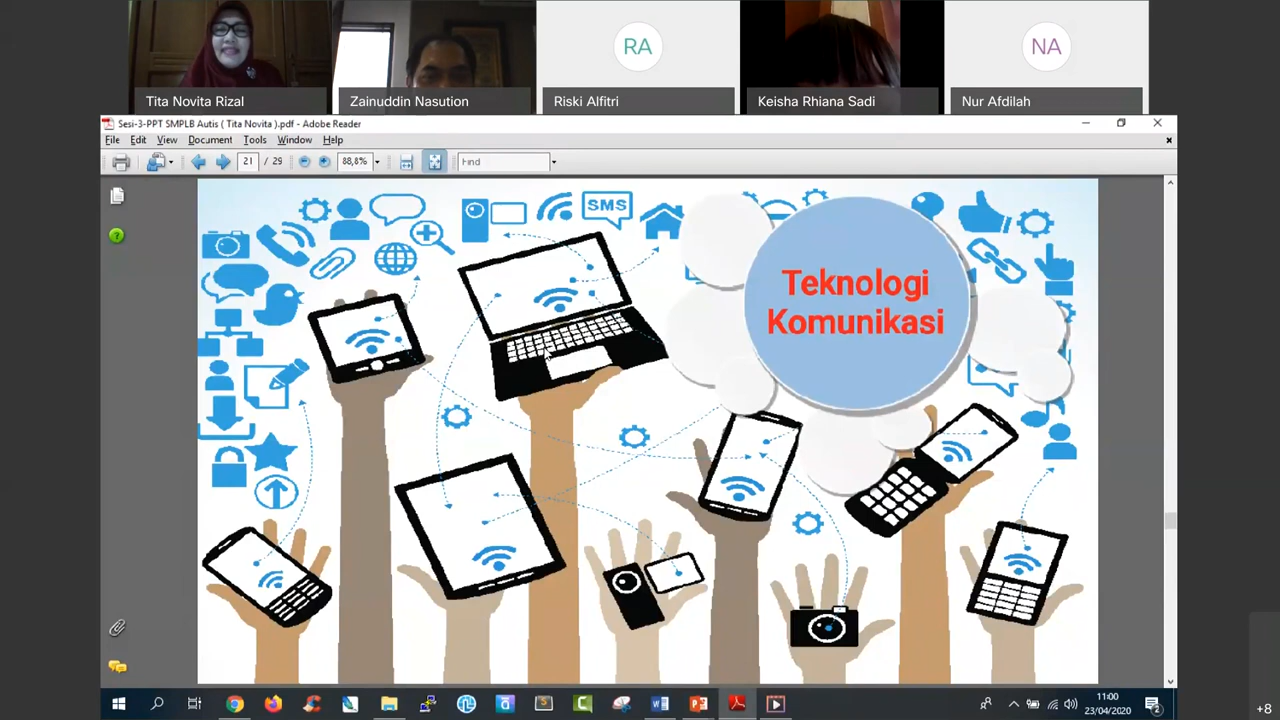 RA
NA
Tita Novita Rizal
Zainuddin Nasution
Riski Alfitri
Keisha Rhiana Sadi
Nur Afdilah
Sesi-3-PPT SMPLB Autis ( Tita Novita ).pdf - Adobe Reader
File Edit View Document Tools Window Help
21 / 29 88,8% Find
SMS
Teknologi
Komunikasi
11:00
23/04/2020
2
+8